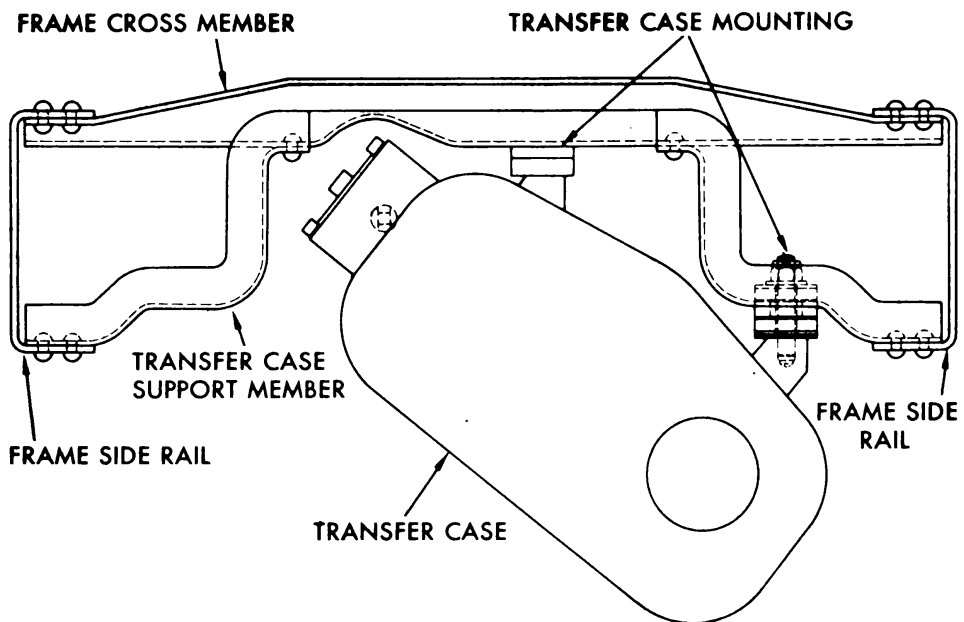 FRAME CROSS MEMBER
TRANSFER CASE MOUNTING
TRANSFER CASE
SUPPORT MEMBER
FRAME SIDE
RAIL
FRAME SIDE RAIL
TRANSFER CASE